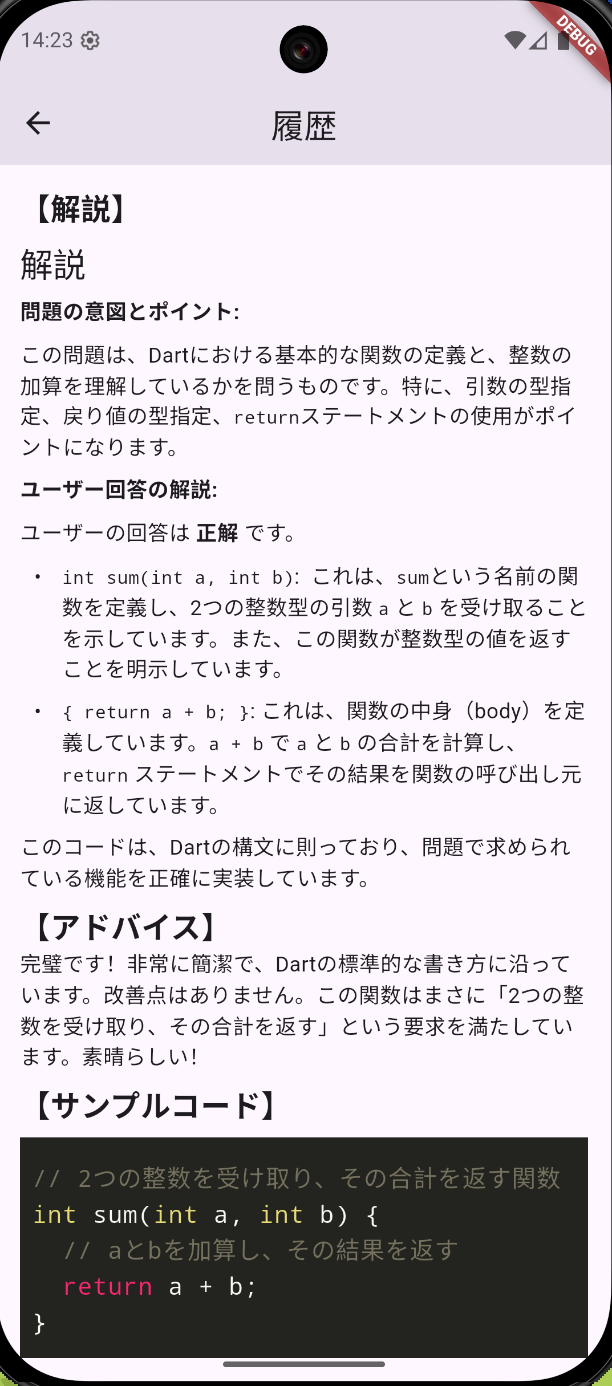 14:23
DEBUG
履歴
【解説】
解説
問題の意図とポイント:
この問題は、Dartにおける基本的な関数の定義と、整数の
加算を理解しているかを問うものです。特に、引数の型指
定、戻り値の型指定、returnステートメントの使用がポイ
ントになります。
ユーザー回答の解説:
ユーザーの回答は 正解 です。
• int sum(int a, int b): これは、sumという名前の関
数を定義し、2つの整数型の引数 a と b を受け取ること
を示しています。また、この関数が整数型の値を返す
ことを明示しています。
• { return a + b; }: これは、関数の中身（body）を定
義しています。a + b で a と b の合計を計算し、
return ステートメントでその結果を関数の呼び出し元
に返しています。
このコードは、Dartの構文に則っており、問題で求められ
ている機能を正確に実装しています。
【アドバイス】
完璧です！非常に簡潔で、Dartの標準的な書き方に沿って
います。改善点はありません。この関数はまさに「2つの整
数を受け取り、その合計を返す」という要求を満たしてい
ます。素晴らしい！
【サンプルコード】
// 2つの整数を受け取り、その合計を返す関数
int sum(int a, int b) {
  // aとbを加算し、その結果を返す
  return a + b;
}